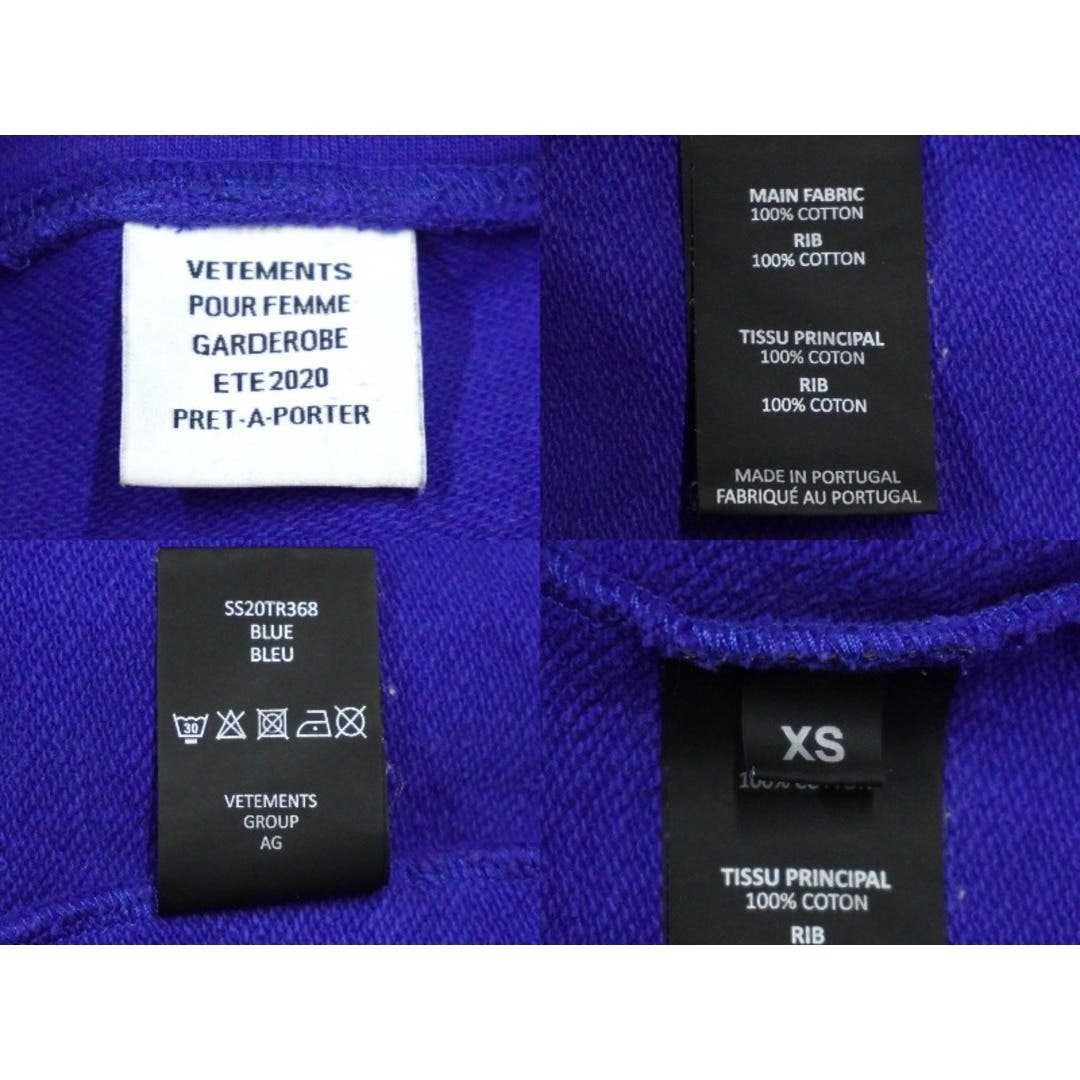 VETEMENTS
POUR FEMME
GARDEROBE
ETE 2020
PRET-A-PORTER
MAIN FABRIC
100% COTTON
RIB
100% COTTON
TISSU PRINCIPAL
100% COTON
RIB
100% COTON
MADE IN PORTUGAL
FABRIQUÉ AU PORTUGAL
SS20TR368
BLUE
BLEU
30
VETEMENTS
GROUP
AG
XS
100% COTTON
TISSU PRINCIPAL
100% COTON
RIB